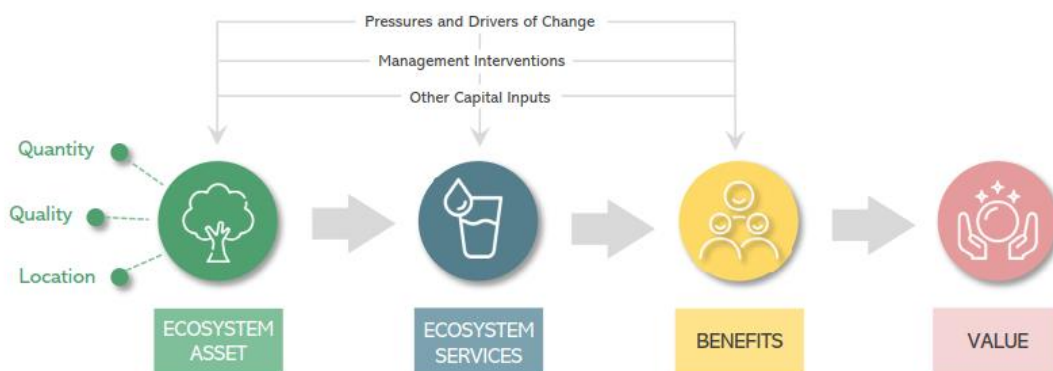 Pressures and Drivers of Change
Management Interventions
Other Capital Inputs
Quantity
Quality
Location
ECOSYSTEM
ASSET
ECOSYSTEM
SERVICES
BENEFITS
VALUE